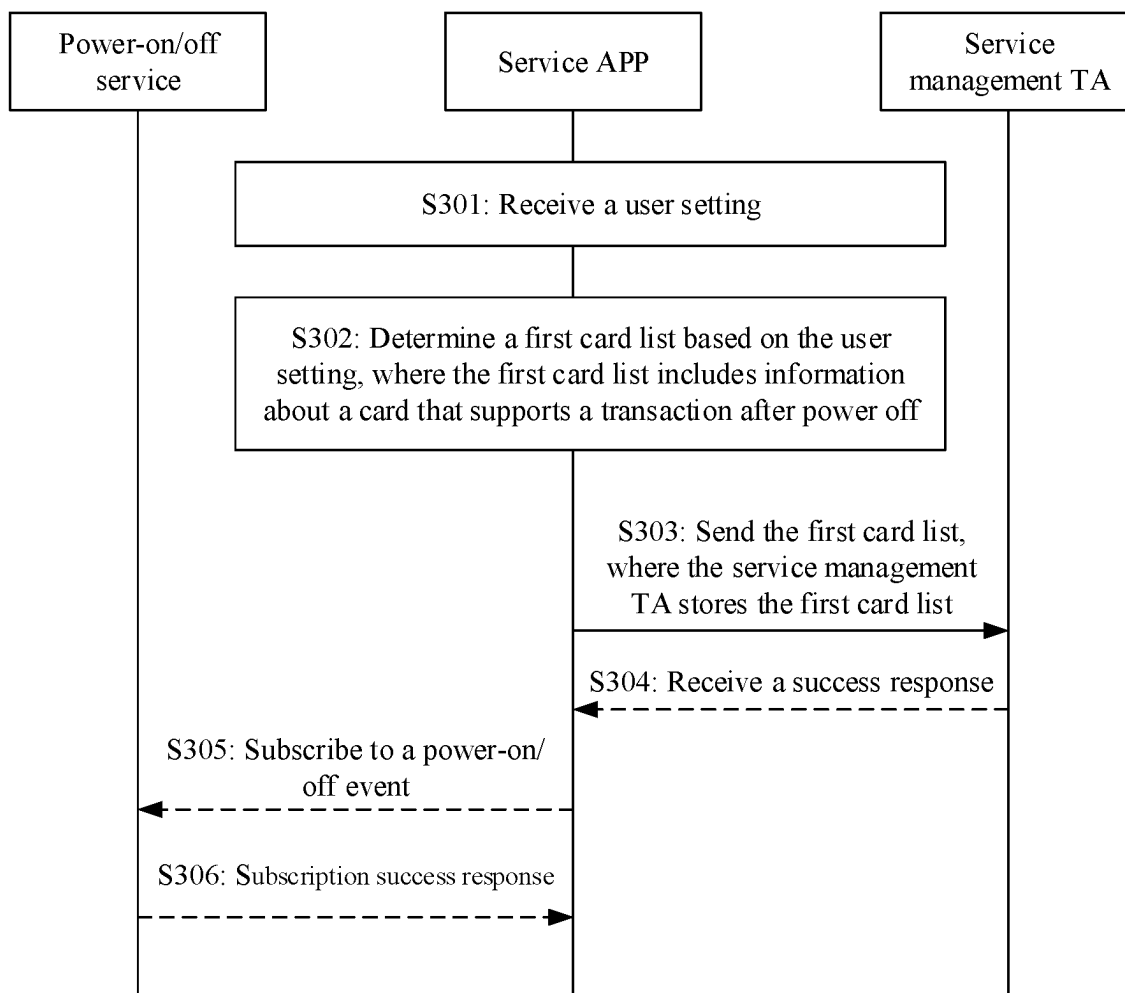 Power-on/off
service
Service APP
Service
management TA
S301: Receive a user setting
S302: Determine a first card list based on the user
setting, where the first card list includes information
about a card that supports a transaction after power off
S303: Send the first card list,
where the service management
TA stores the first card list
S304: Receive a success response
S305: Subscribe to a power-on/
off event
S306: Subscription success response